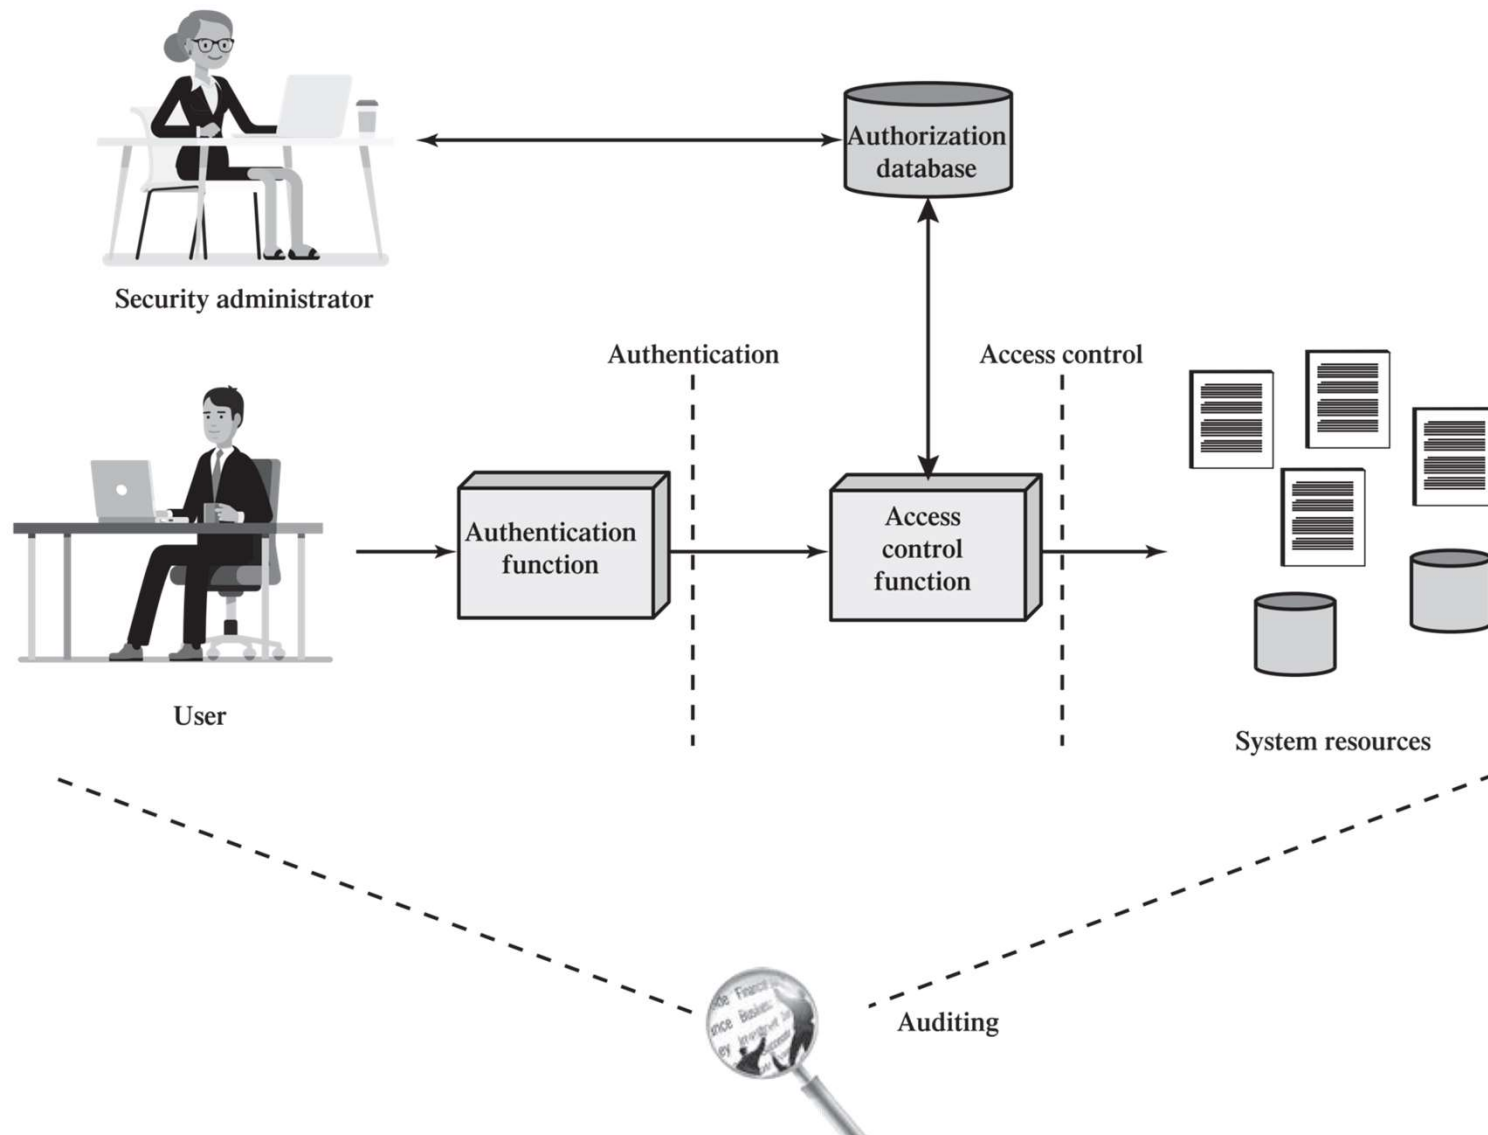 Authorization
database
Security administrator
Authentication
Access control
Authentication
function
Access
control
function
User
System resources
Auditing